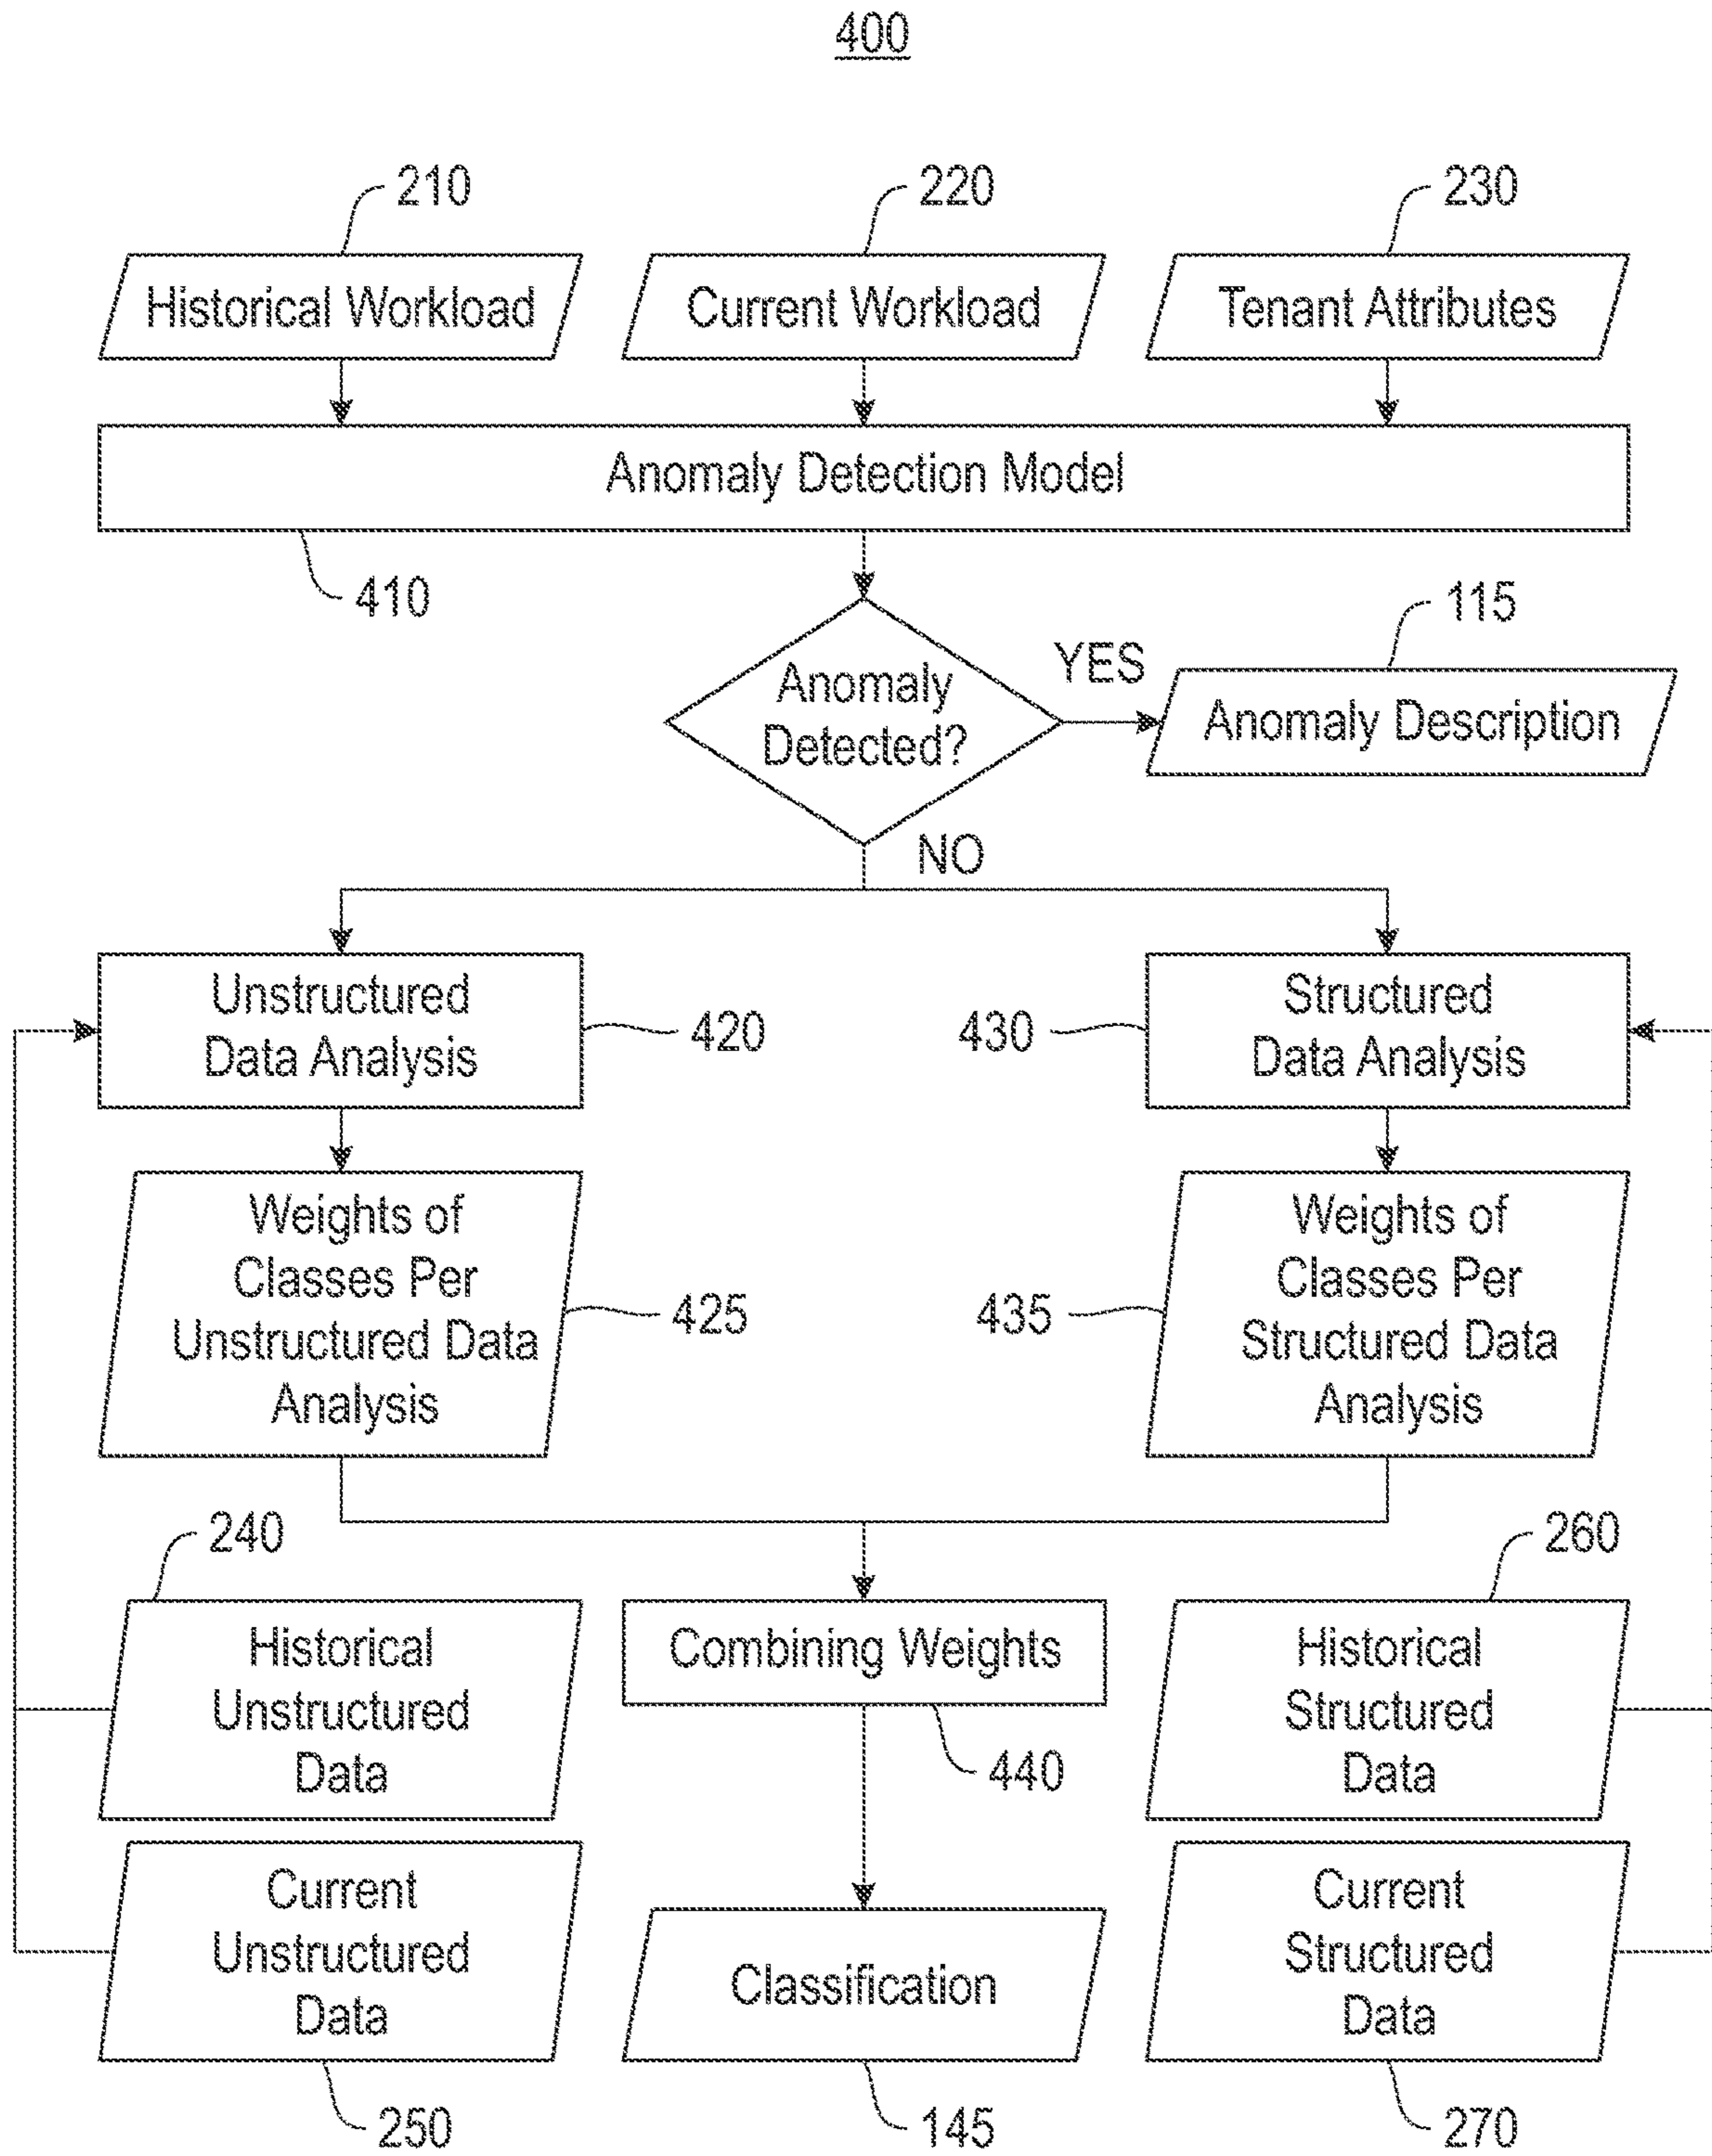 400
210
220
230
Historical Workload
Current Workload
Tenant Attributes
Anomaly Detection Model
410
115
YES
Anomaly
Detected?
Anomaly Description
NO
Unstructured
Data Analysis
420
430
Structured
Data Analysis
Weights of
Classes Per
Unstructured Data
Analysis
425
435
Weights of
Classes Per
Structured Data
Analysis
240
260
Historical
Unstructured
Data
Combining Weights
440
Historical
Structured
Data
Current
Unstructured
Data
Classification
Current
Structured
Data
250
145
270